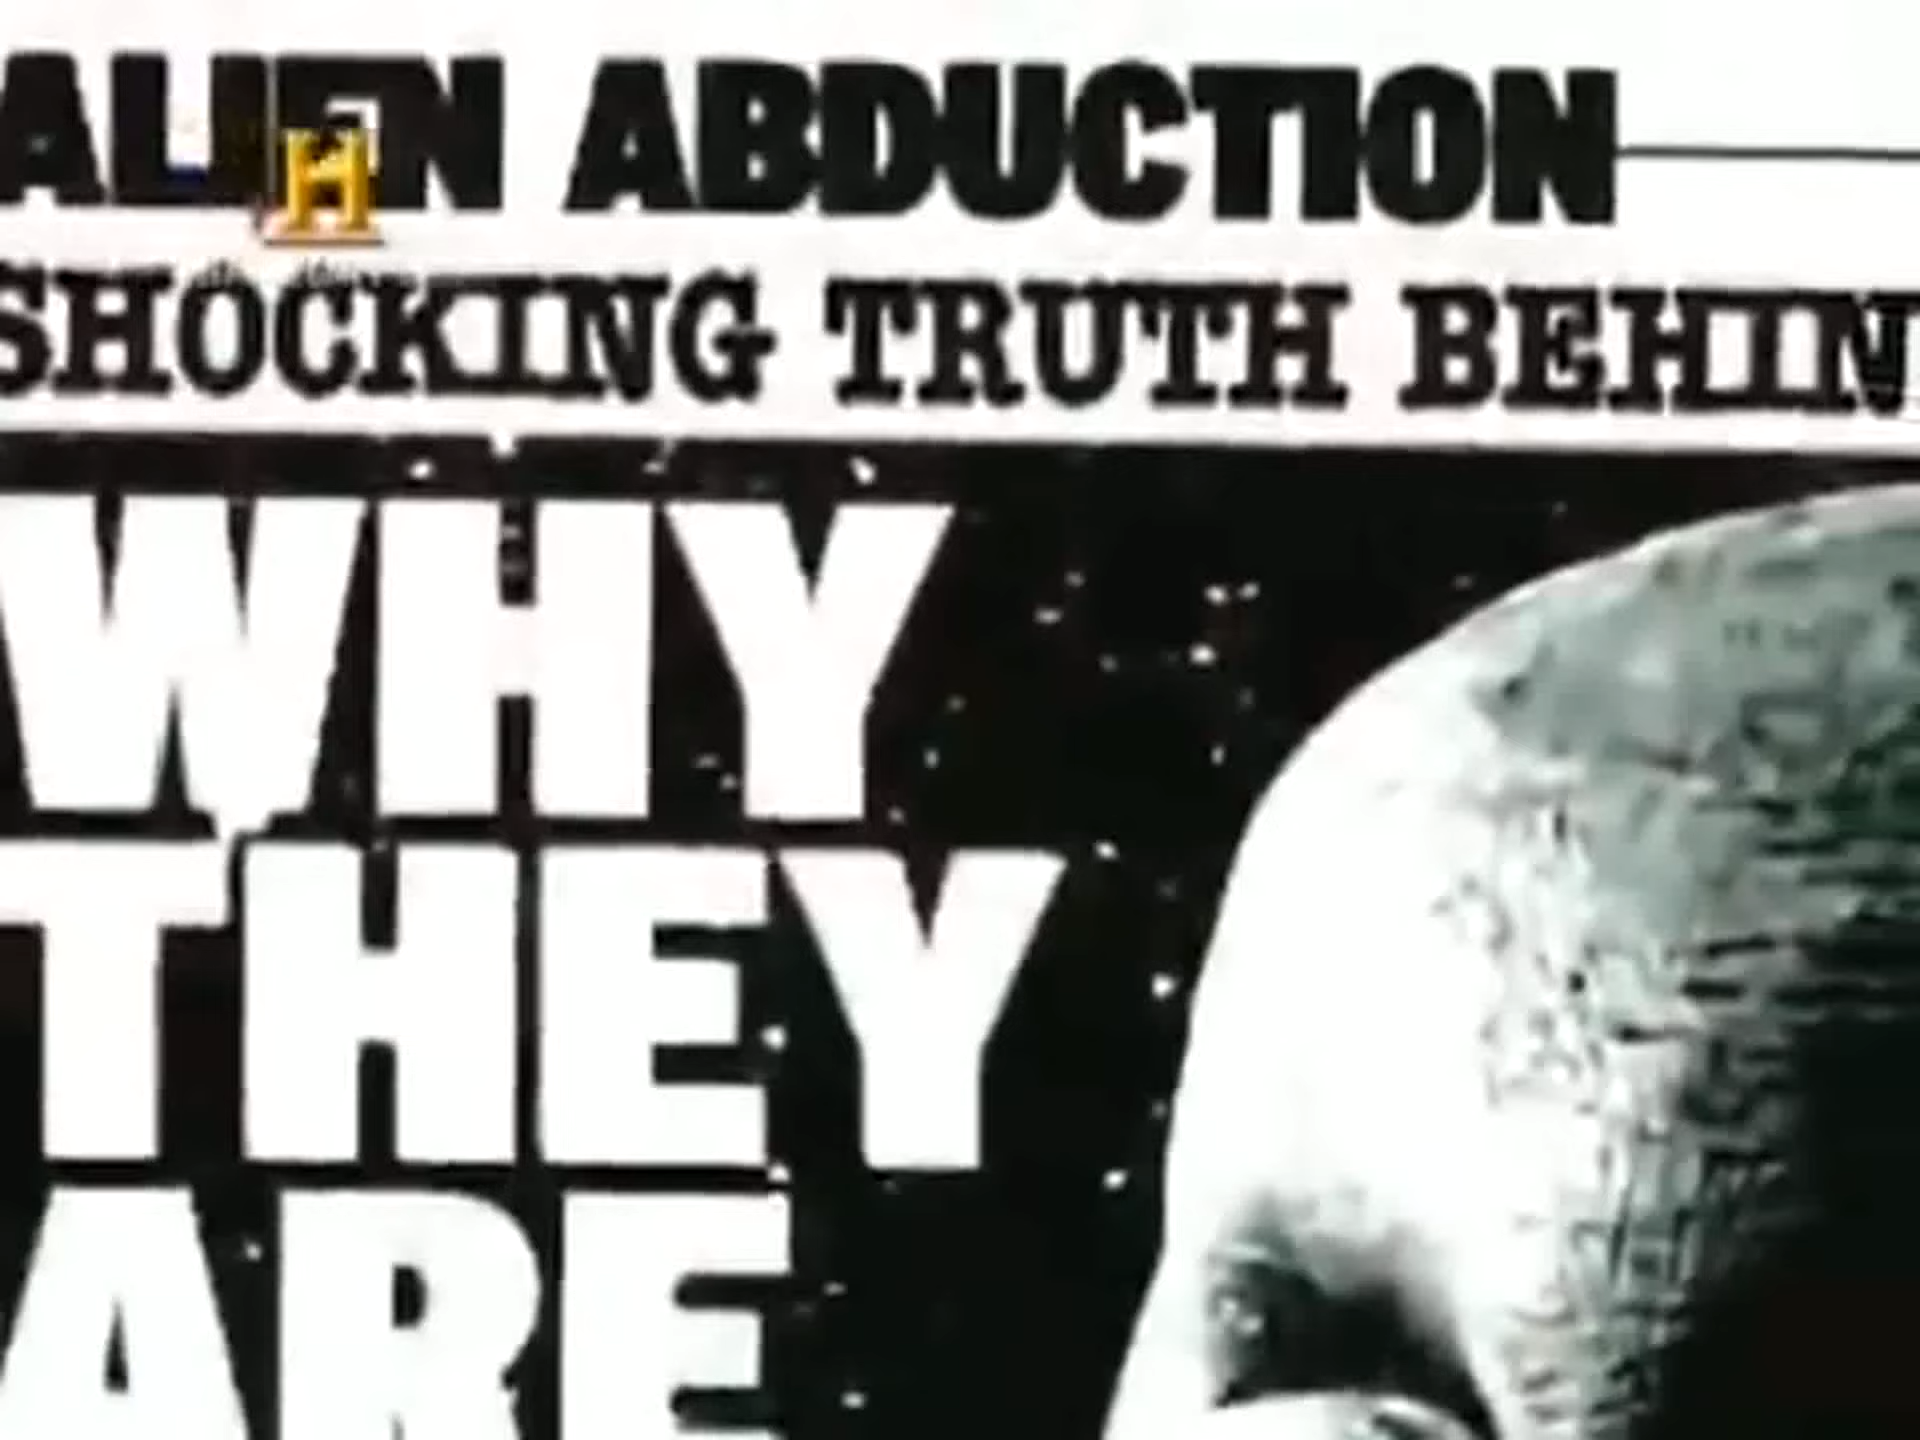 ALIEN ABDUCTION
SHOCKING TRUTH BEHIN
WHY
THEY
ARE